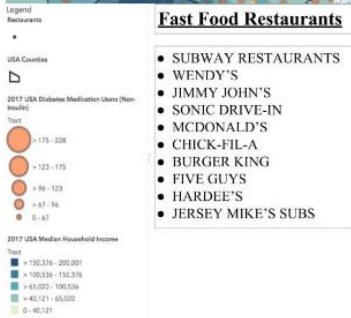 Legend
Restaurants
USA Counties
2017 USA Diabetes Medication Users (Non-
Insulin)
Tract
> 175 - 228
> 123 - 175
> 96 - 123
> 67 - 96
0 - 67
2017 USA Median Household Income
Tract
> 150,376 - 200,001
> 100,536 - 150,376
> 65,020 - 100,536
> 40,121 - 65,020
0 - 40,121
Fast Food Restaurants
• SUBWAY RESTAURANTS
• WENDY'S
• JIMMY JOHN'S
• SONIC DRIVE-IN
• MCDONALD'S
• CHICK-FIL-A
• BURGER KING
• FIVE GUYS
• HARDEE'S
• JERSEY MIKE'S SUBS